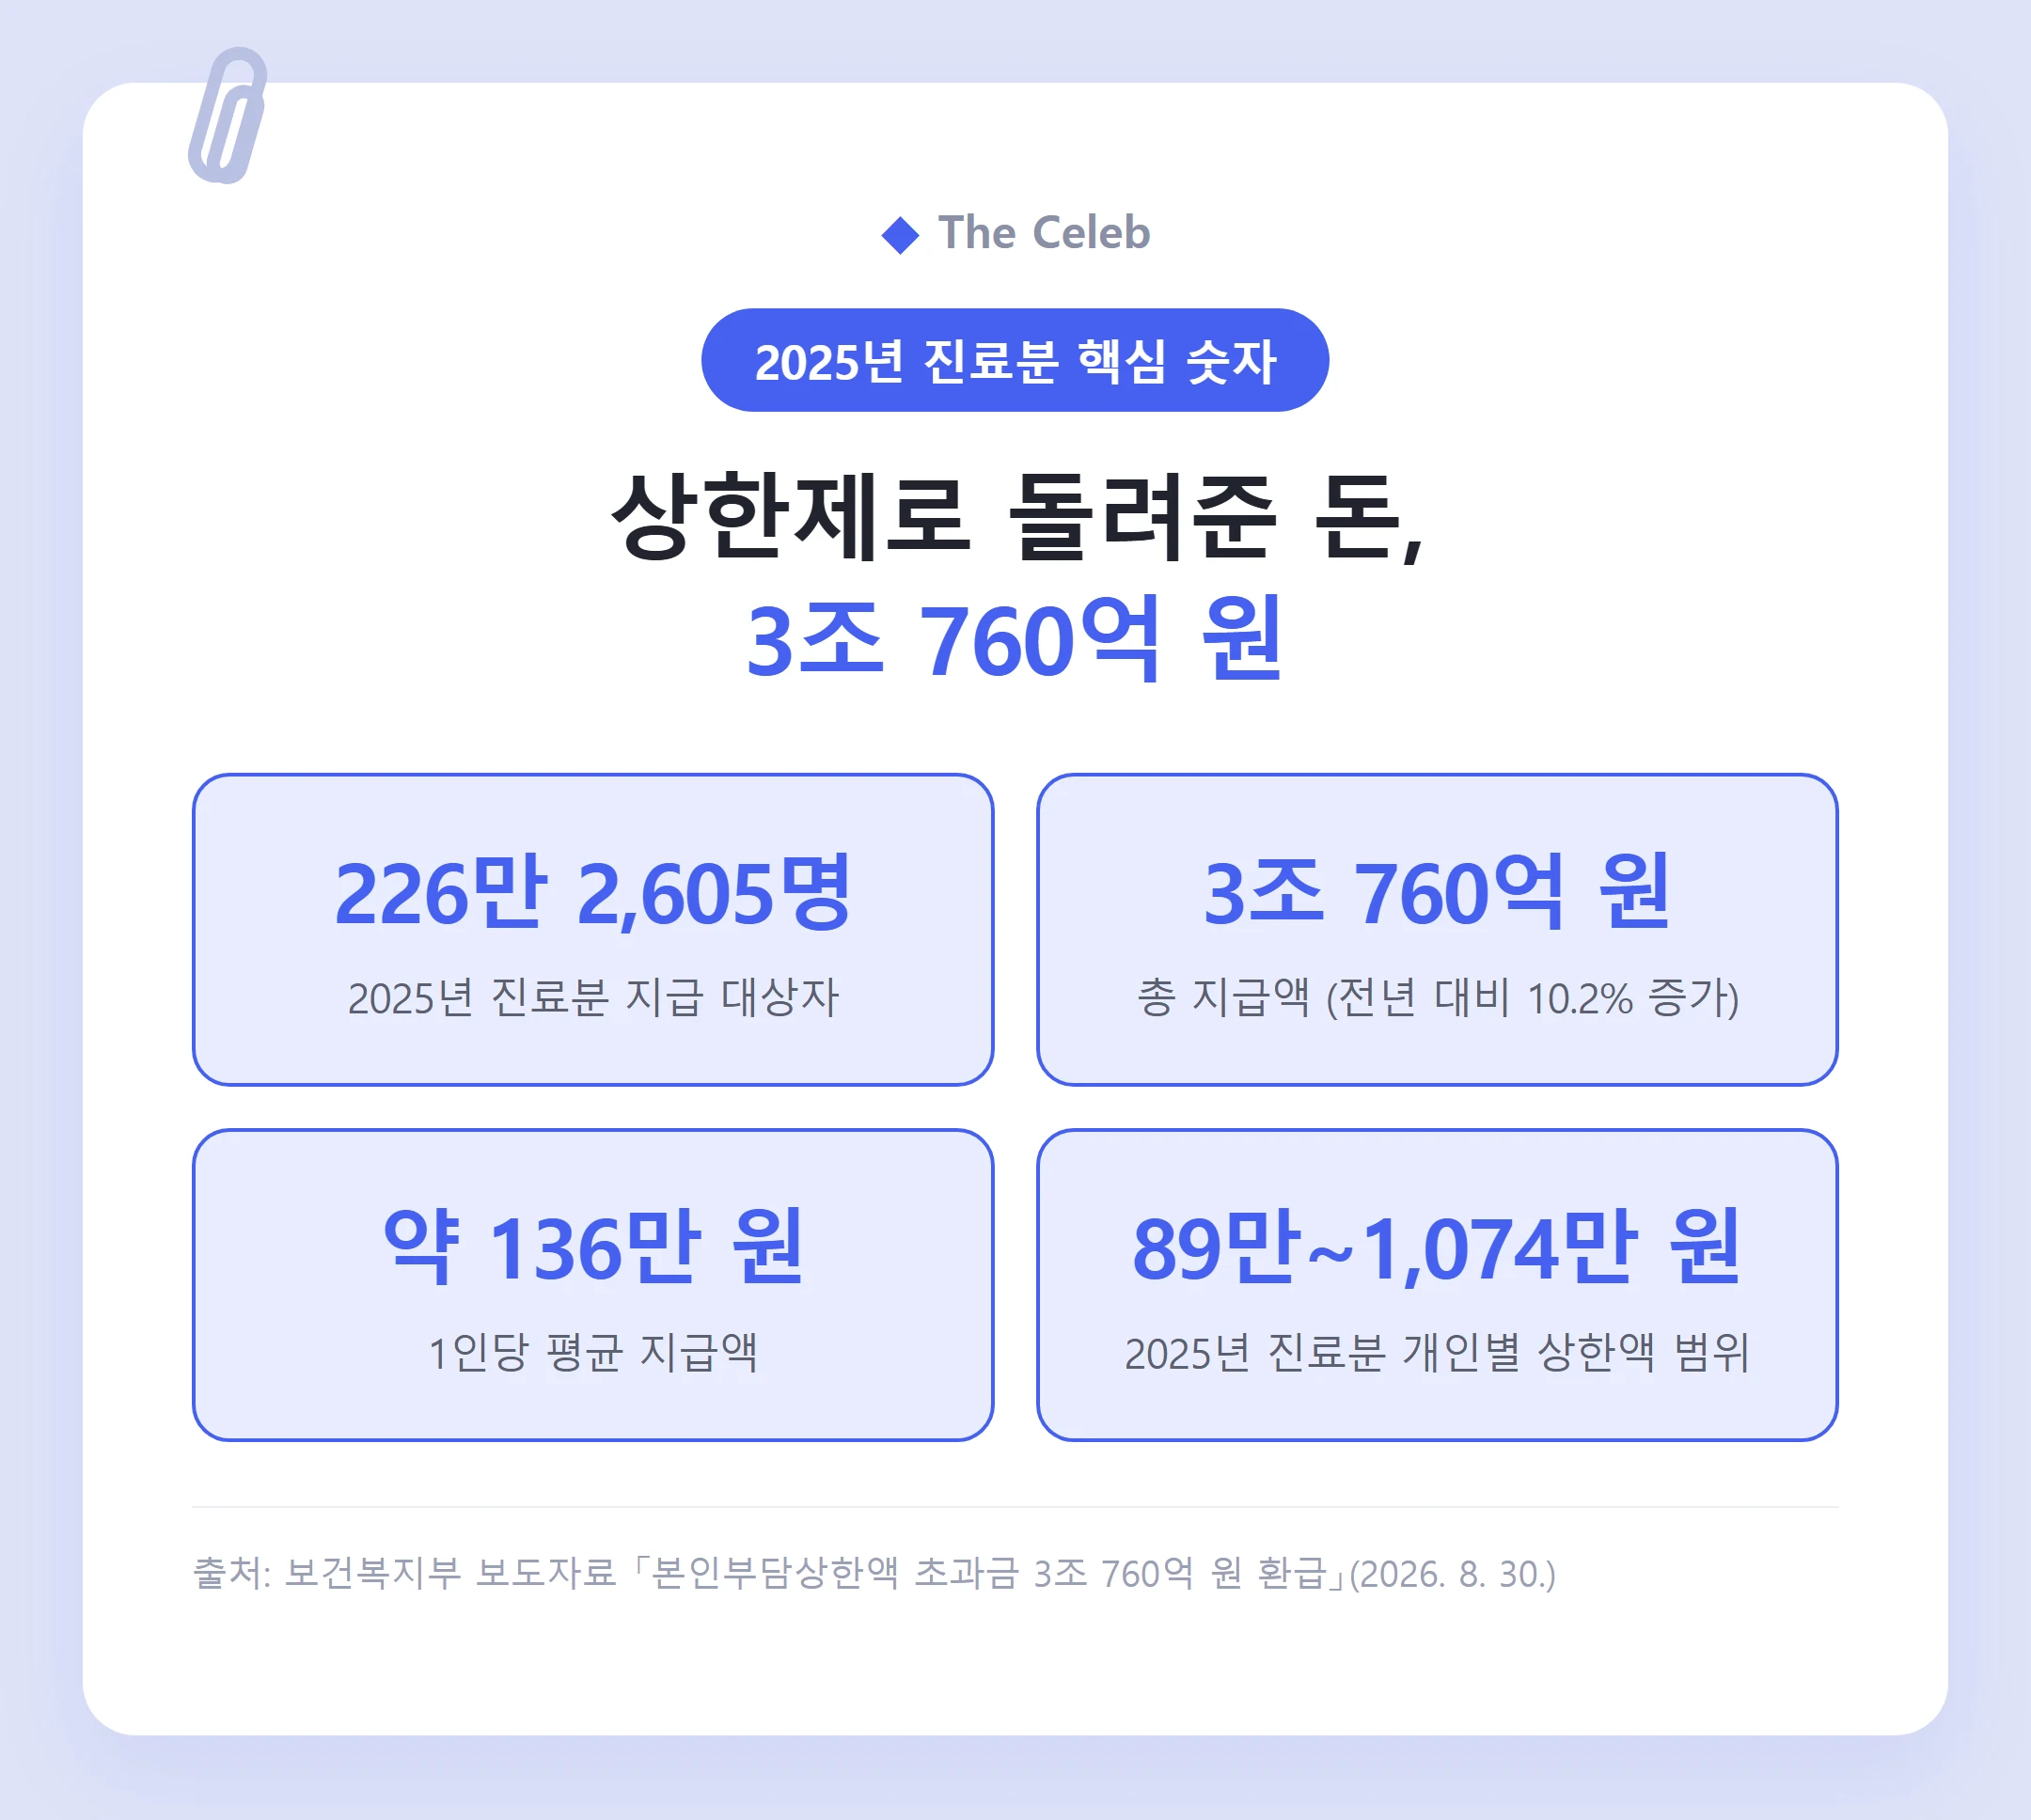 The Celeb
2025년 진료분 핵심 숫자
상한제로 돌려준 돈,
3조 760억 원
226만 2,605명
2025년 진료분 지급 대상자
3조 760억 원
총 지급액 (전년 대비 10.2% 증가)
약 136만 원
1인당 평균 지급액
89만~1,074만 원
2025년 진료분 개인별 상한액 범위
출처: 보건복지부 보도자료 「본인부담상한액 초과금 3조 760억 원 환급」(2026. 8. 30.)